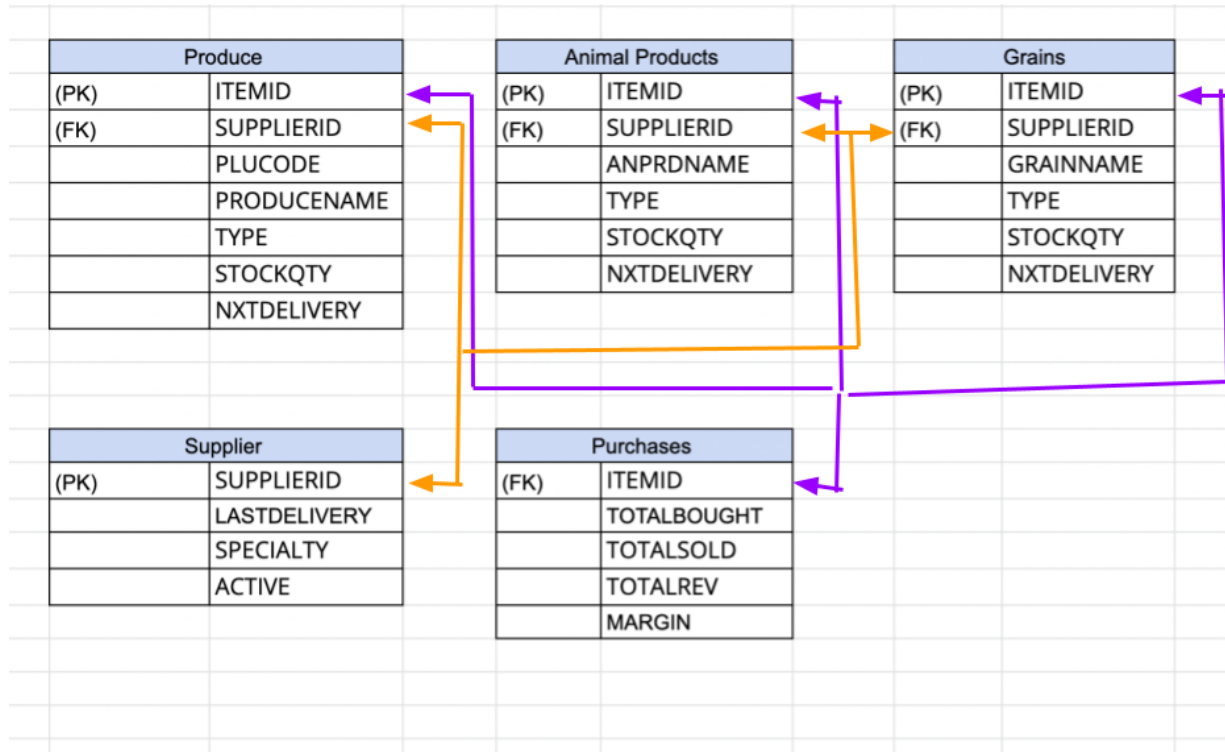 Produce
(PK) ITEMID
(FK) SUPPLIERID
PLUCODE
PRODUCENAME
TYPE
STOCKQTY
NXTDELIVERY
Animal Products
(PK) ITEMID
(FK) SUPPLIERID
ANPRDNAME
TYPE
STOCKQTY
NXTDELIVERY
Grains
(PK) ITEMID
(FK) SUPPLIERID
GRAINNAME
TYPE
STOCKQTY
NXTDELIVERY
Supplier
(PK) SUPPLIERID
LASTDELIVERY
SPECIALTY
ACTIVE
Purchases
(FK) ITEMID
TOTALBOUGHT
TOTALSOLD
TOTALREV
MARGIN